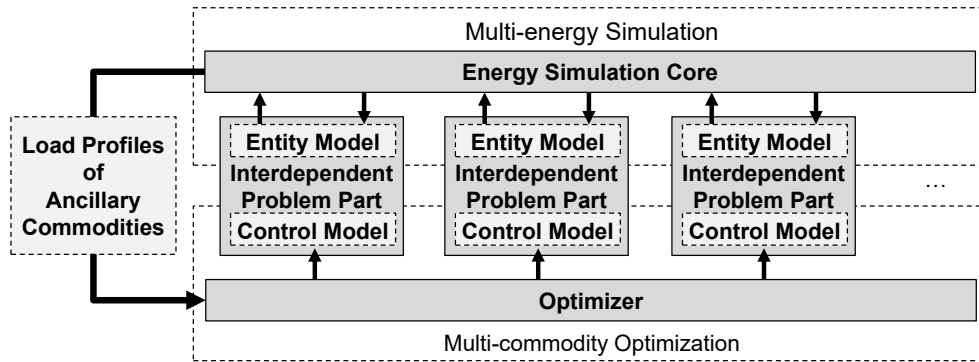 Multi-energy Simulation
Energy Simulation Core
Load Profiles
of
Ancillary
Commodities
Entity Model
Interdependent
Problem Part
Control Model
Entity Model
Interdependent
Problem Part
Control Model
Entity Model
Interdependent
Problem Part
Control Model
...
Optimizer
Multi-commodity Optimization